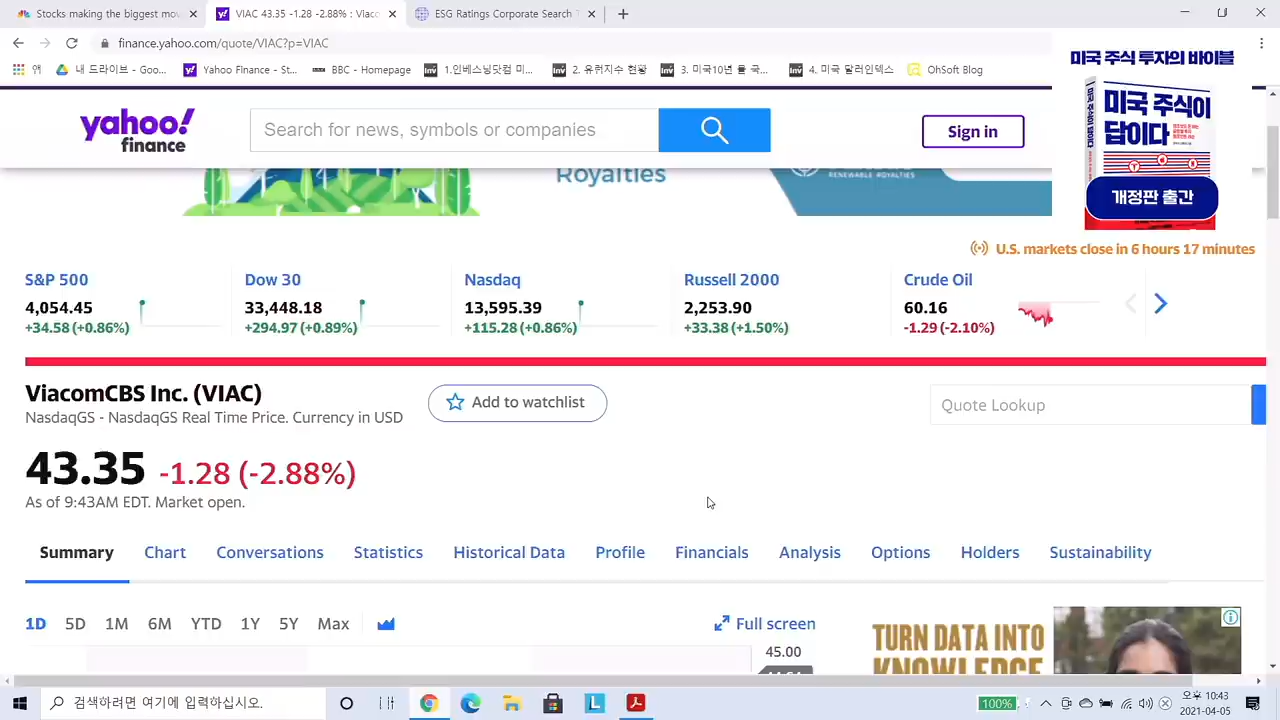 Stocks making the biggest mov
VIAC 43.35 -1.28 -2.88% : Viaco
ESG Ratings Corporate Search T
finance.yahoo.com/quote/VIAC?p=VIAC
앱
내 드라이브 - Goo...
Yahoo Finance - St...
BBC - Homepage
1.인베스팅닷컴 미...
2. 유퀴지수 현황
3. 미국10년 물 국...
4. 미국 달러인덱스
OhSoft Blog
미국 주식 투자의 바이블
미국 주식이
답이다
개정판 출간
yahoo!
finance
Search for news, symbols or companies
Sign in
Royalties
RENEWABLE ROYALTIES
U.S. markets close in 6 hours 17 minutes
S&P 500
4,054.45
+34.58 (+0.86%)
Dow 30
33,448.18
+294.97 (+0.89%)
Nasdaq
13,595.39
+115.28 (+0.86%)
Russell 2000
2,253.90
+33.38 (+1.50%)
Crude Oil
60.16
-1.29 (-2.10%)
ViacomCBS Inc. (VIAC)
Add to watchlist
NasdaqGS - NasdaqGS Real Time Price. Currency in USD
Quote Lookup
43.35 -1.28 (-2.88%)
As of 9:43AM EDT. Market open.
Summary Chart Conversations Statistics Historical Data Profile Financials Analysis Options Holders Sustainability
1D 5D 1M 6M YTD 1Y 5Y Max
Full screen
45.00
TURN DATA INTO
KNOWLEDGE
검색하려면 여기에 입력하십시오.
100%
오후 10:43
2021-04-05